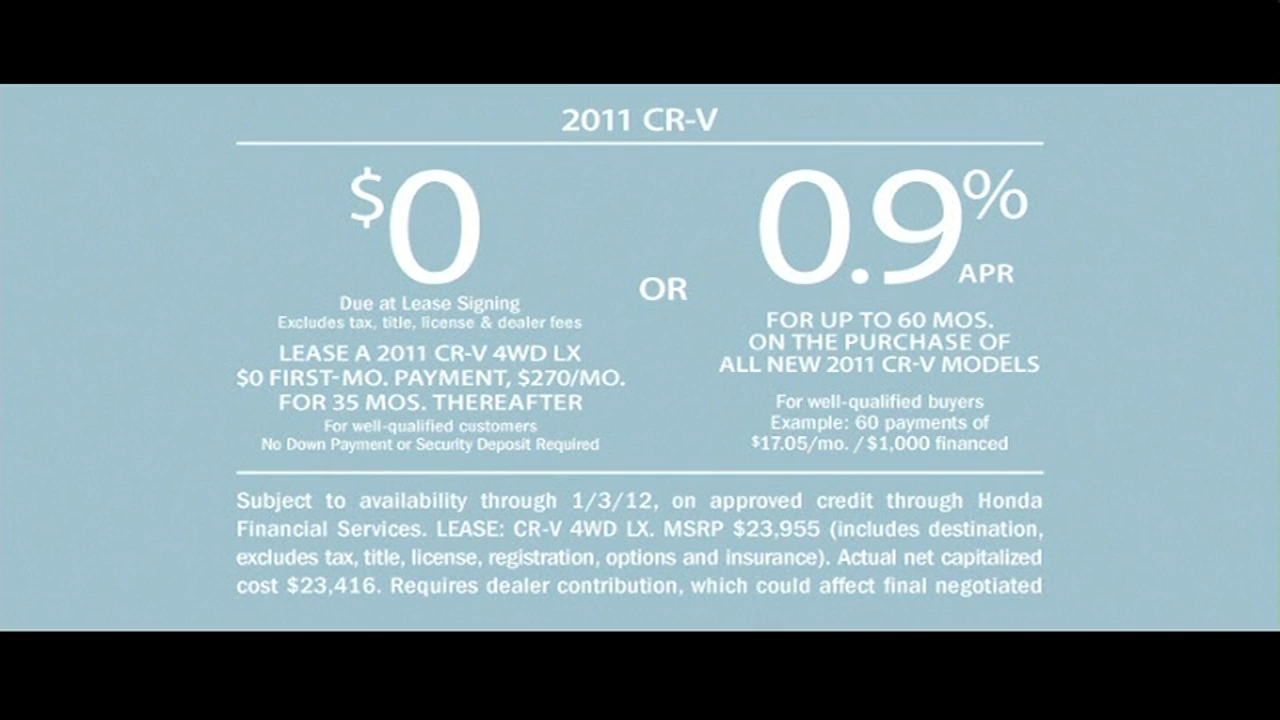 2011 CR-V
$0
Due at Lease Signing
Excludes tax, title, license & dealer fees
LEASE A 2011 CR-V 4WD LX
$0 FIRST-MO. PAYMENT, $270/MO.
FOR 35 MOS. THEREAFTER
For well-qualified customers
No Down Payment or Security Deposit Required
OR
0.9%
APR
FOR UP TO 60 MOS.
ON THE PURCHASE OF
ALL NEW 2011 CR-V MODELS
For well-qualified buyers
Example: 60 payments of
$17.05/mo. / $1,000 financed
Subject to availability through 1/3/12, on approved credit through Honda
Financial Services. LEASE: CR-V 4WD LX. MSRP $23,955 (includes destination,
excludes tax, title, license, registration, options and insurance). Actual net capitalized
cost $23,416. Requires dealer contribution, which could affect final negotiated